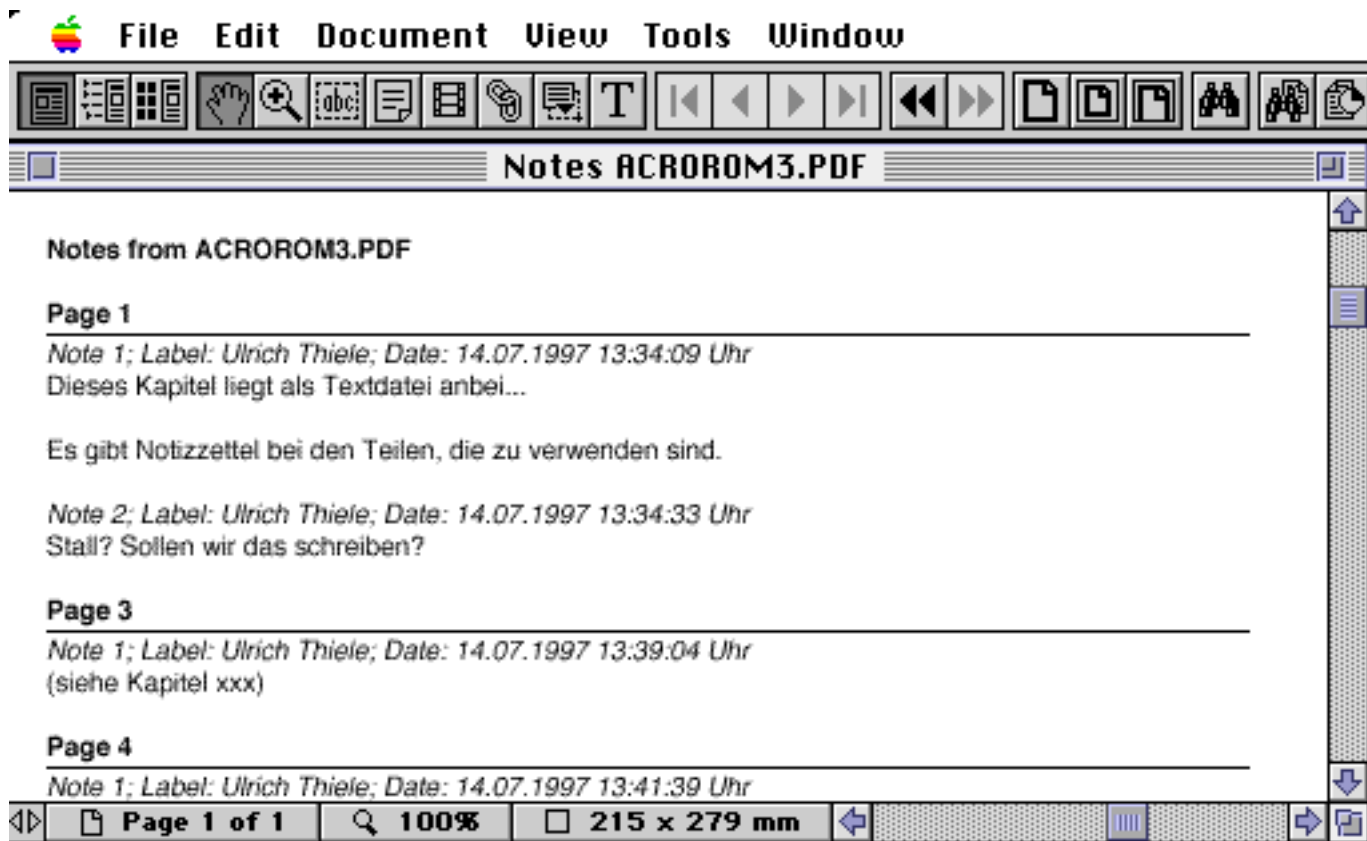 File Edit Document View Tools Window
abc T
Notes ACROROM3.PDF
Notes from ACROROM3.PDF
Page 1
Note 1; Label: Ulrich Thiele; Date: 14.07.1997 13:34:09 Uhr
Dieses Kapitel liegt als Textdatei anbei...
Es gibt Notizzettel bei den Teilen, die zu verwenden sind.
Note 2; Label: Ulrich Thiele; Date: 14.07.1997 13:34:33 Uhr
Stall? Sollen wir das schreiben?
Page 3
Note 1; Label: Ulrich Thiele; Date: 14.07.1997 13:39:04 Uhr
(siehe Kapitel xxx)
Page 4
Note 1; Label: Ulrich Thiele; Date: 14.07.1997 13:41:39 Uhr
Page 1 of 1 100% 215 x 279 mm